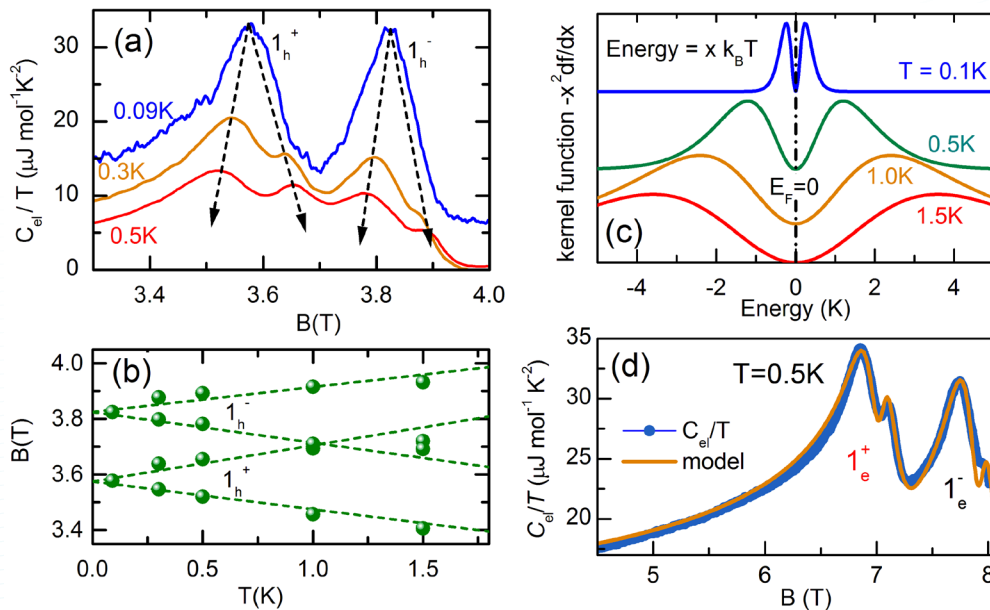 (a)
1h+
1h-
0.09K
0.3K
0.5K
Cel/ T (μJ mol-1K-2)
30
20
10
0
3.4
3.6
3.8
4.0
B(T)
(b)
1h-
1h+
B(T)
4.0
3.8
3.6
3.4
0.0
0.5
1.0
1.5
T(K)
Energy = x kBT
T = 0.1K
0.5K
EF=0
1.0K
1.5K
(c)
kernel function -x2df/dx
-4
-2
0
2
4
Energy (K)
(d)
T=0.5K
Cel/T
model
1e+
1e-
Cel/T (μJ mol-1 K-2)
35
30
25
20
5
6
7
8
B (T)